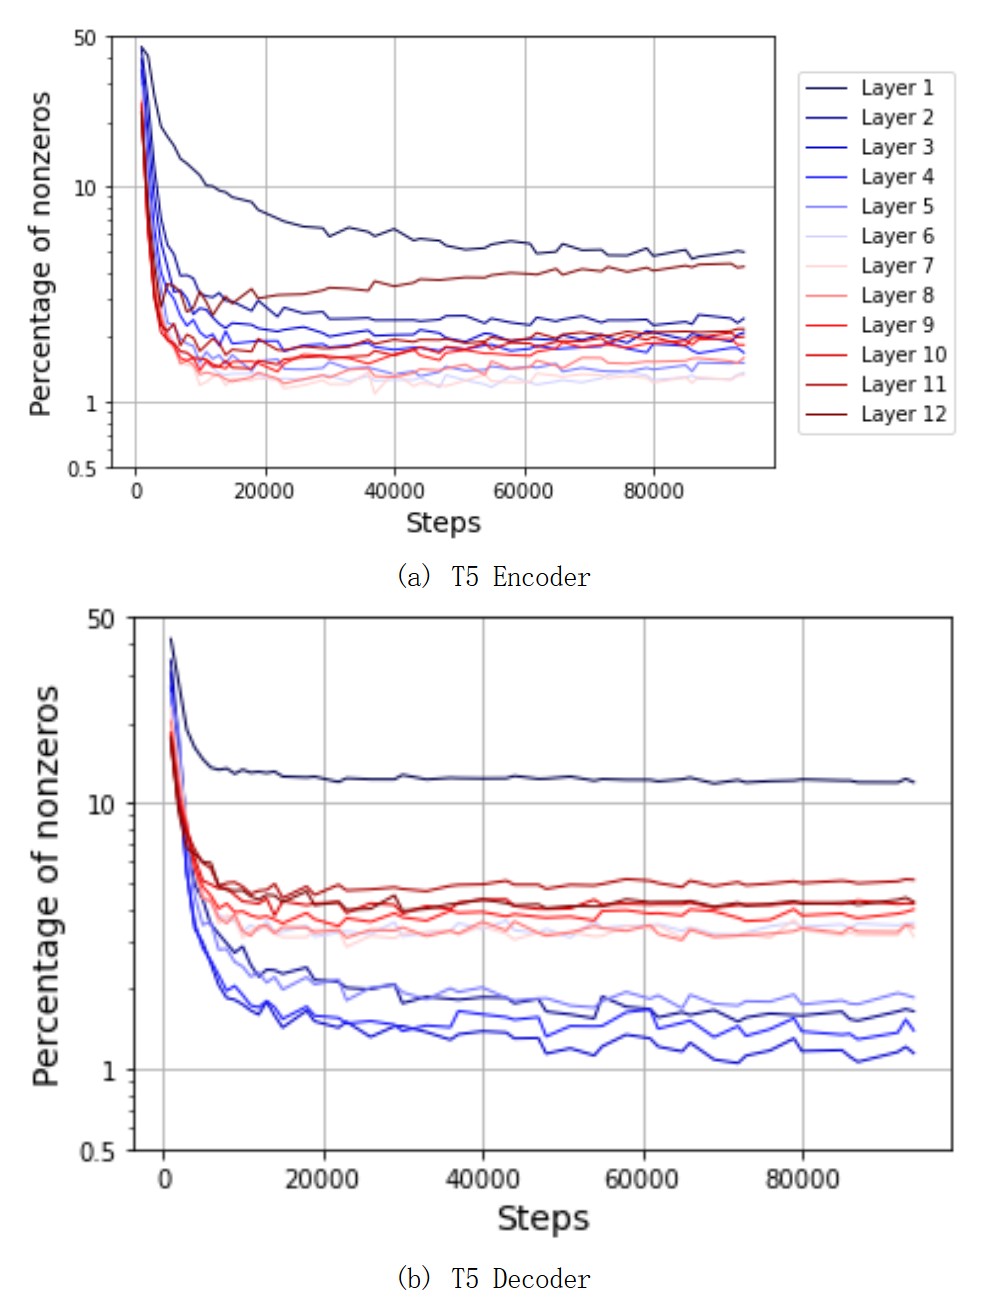 50
10
1
0.5
Percentage of nonzeros
0 20000 40000 60000 80000
Steps
Layer 1
Layer 2
Layer 3
Layer 4
Layer 5
Layer 6
Layer 7
Layer 8
Layer 9
Layer 10
Layer 11
Layer 12
(a) T5 Encoder
50
10
1
0.5
Percentage of nonzeros
0 20000 40000 60000 80000
Steps
(b) T5 Decoder